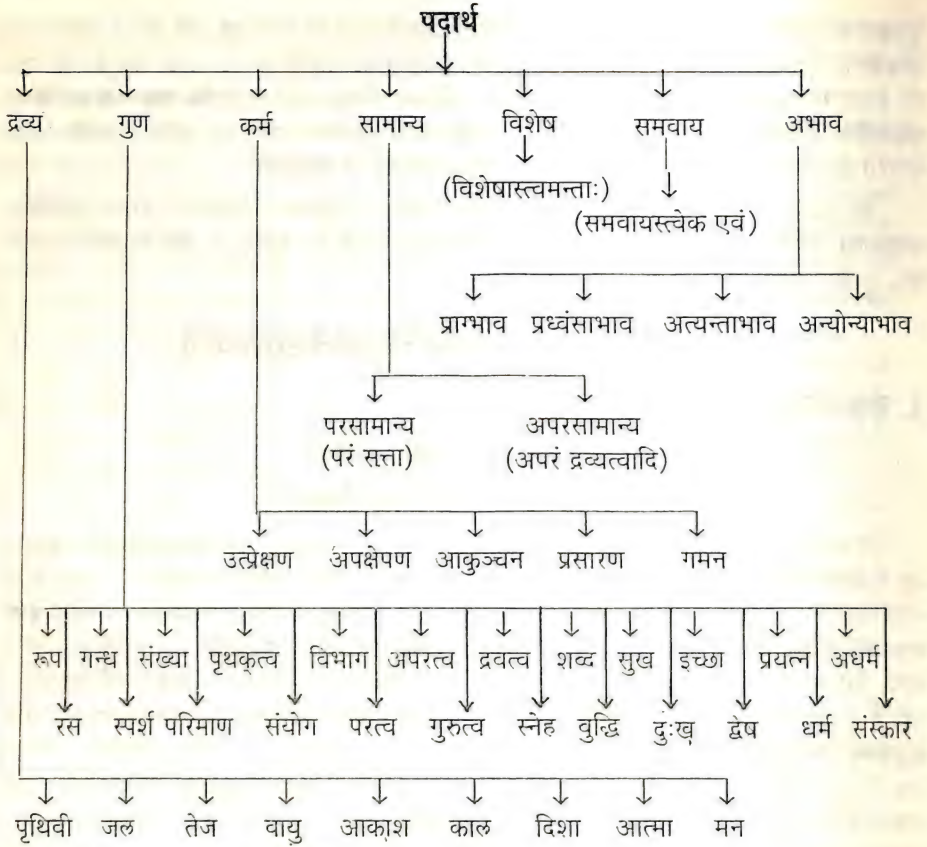 पदार्थ
द्रव्य गुण कर्म सामान्य विशेष समवाय अभाव
(विशेषास्त्वमन्ताः)
(समवायस्त्वेक एवं)
प्राग्भाव प्रध्वंसाभाव अत्यन्ताभाव अन्योन्याभाव
परसामान्य अपरसामान्य
(परं सत्ता) (अपरं द्रव्यत्वादि)
उत्प्रेक्षण अपक्षेपण आकुञ्चन प्रसारण गमन
रूप गन्ध संख्या पृथक्त्व विभाग अपरत्व द्रवत्व शब्द सुख इच्छा प्रयत्न अधर्म
रस स्पर्श परिमाण संयोग परत्व गुरुत्व स्नेह वुद्धि दुःख द्वेष धर्म संस्कार
पृथिवी जल तेज वायु आकाश काल दिशा आत्मा मन